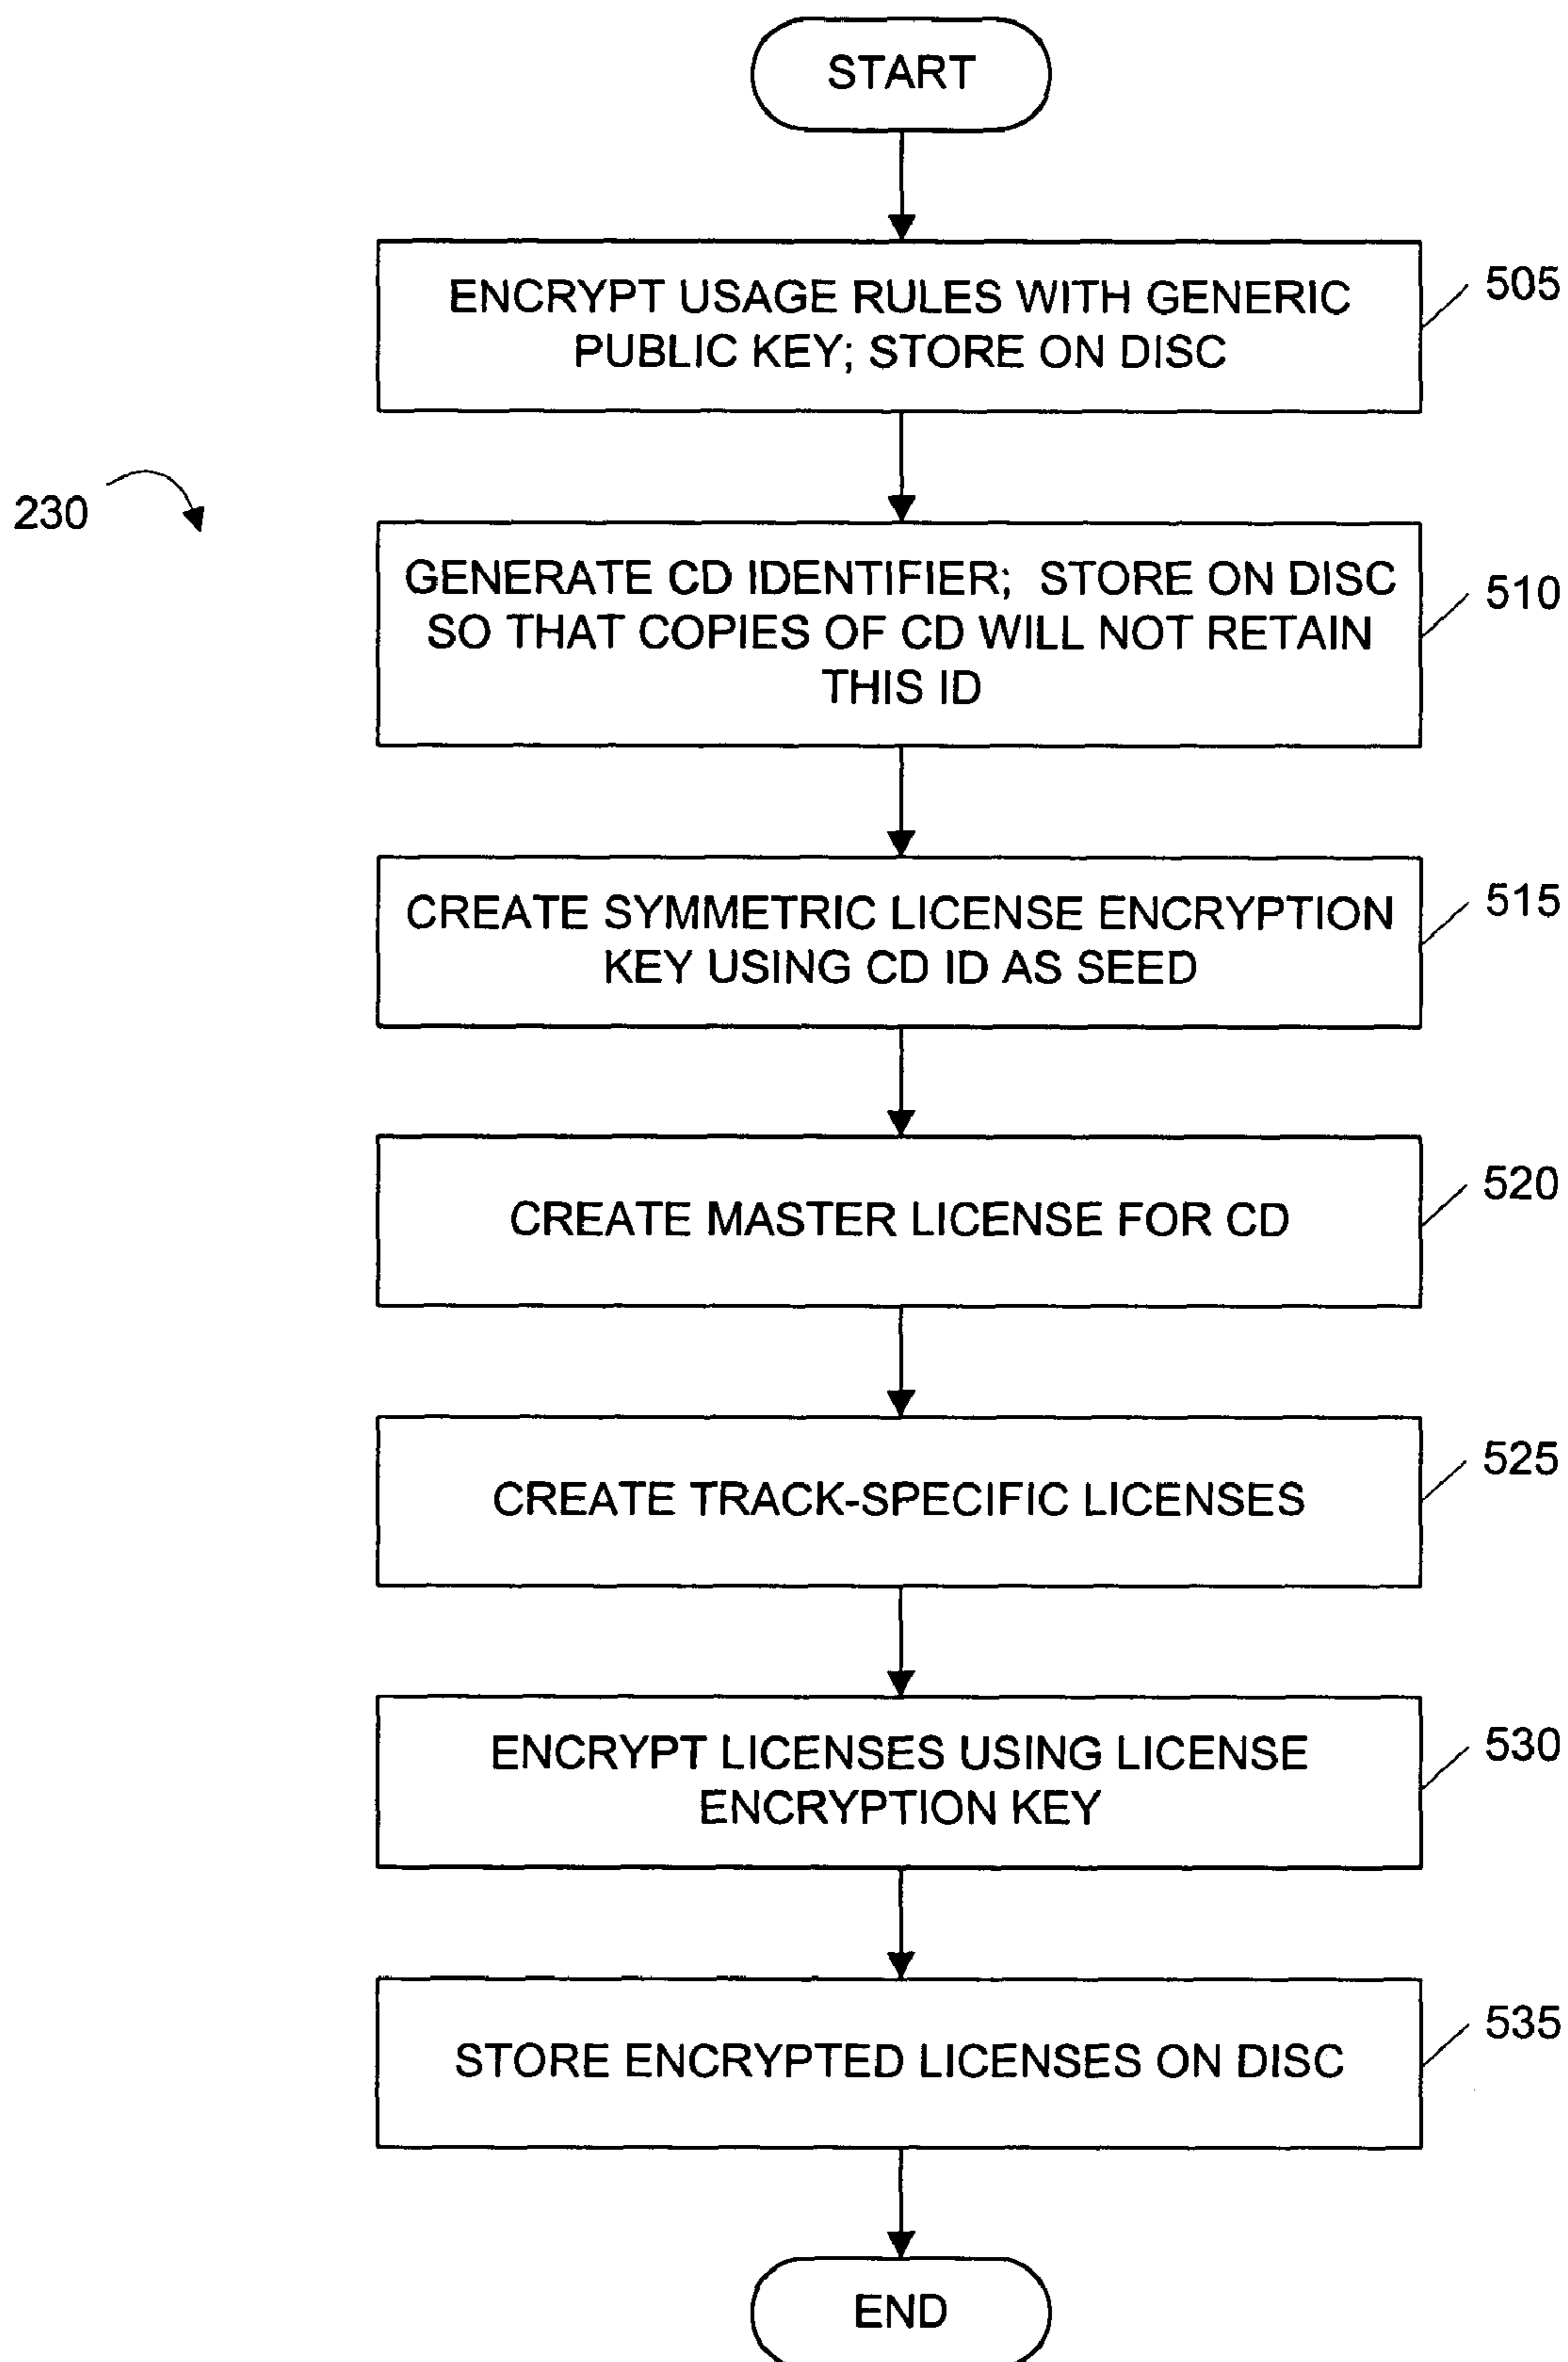 START
ENCRYPT USAGE RULES WITH GENERIC
PUBLIC KEY; STORE ON DISC
505
230
GENERATE CD IDENTIFIER; STORE ON DISC
SO THAT COPIES OF CD WILL NOT RETAIN
THIS ID
510
CREATE SYMMETRIC LICENSE ENCRYPTION
KEY USING CD ID AS SEED
515
CREATE MASTER LICENSE FOR CD
520
CREATE TRACK-SPECIFIC LICENSES
525
ENCRYPT LICENSES USING LICENSE
ENCRYPTION KEY
530
STORE ENCRYPTED LICENSES ON DISC
535
END